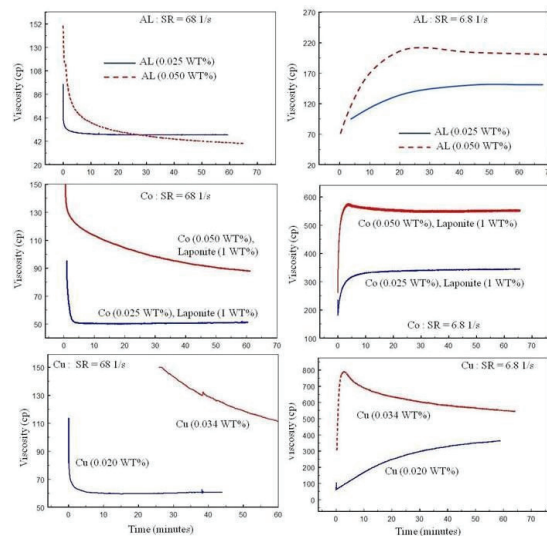 AL : SR = 68 1/s
Viscosity (cp)
152
130
108
86
64
42
20
AL (0.025 WT%)
AL (0.050 WT%)
0 10 20 30 40 50 60 70
AL : SR = 6.8 1/s
Viscosity (cp)
270
220
170
120
70
20
AL (0.025 WT%)
AL (0.050 WT%)
0 10 20 30 40 50 60 70
Co : SR = 68 1/s
Viscosity (cp)
150
130
110
90
70
50
Co (0.050 WT%),
Laponite (1 WT%)
Co (0.025 WT%), Laponite (1 WT%)
0 10 20 30 40 50 60 70
Viscosity (cp)
600
500
400
300
200
100
Co (0.050 WT%), Laponite (1 WT%)
Co (0.025 WT%), Laponite (1 WT%)
Co : SR = 6.8 1/s
0 10 20 30 40 50 60 70
Cu : SR = 68 1/s
Viscosity (cp)
150
130
110
90
70
50
Cu (0.034 WT%)
Cu (0.020 WT%)
0 10 20 30 40 50 60
Time (minutes)
Cu : SR = 6.8 1/s
Viscosity (cp)
800
700
600
500
400
300
200
100
0
Cu (0.034 WT%)
Cu (0.020 WT%)
0 10 20 30 40 50 60 70
Time (minutes)